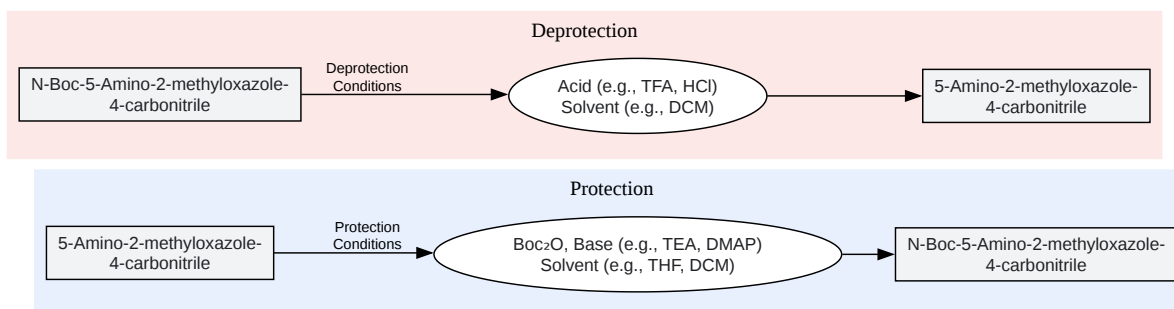 Deprotection
N-Boc-5-Amino-2-methyloxazole-
4-carbonitrile
Deprotection
Conditions
Acid (e.g., TFA, HCl)
Solvent (e.g., DCM)
5-Amino-2-methyloxazole-
4-carbonitrile
Protection
5-Amino-2-methyloxazole-
4-carbonitrile
Protection
Conditions
Boc₂O, Base (e.g., TEA, DMAP)
Solvent (e.g., THF, DCM)
N-Boc-5-Amino-2-methyloxazole-
4-carbonitrile